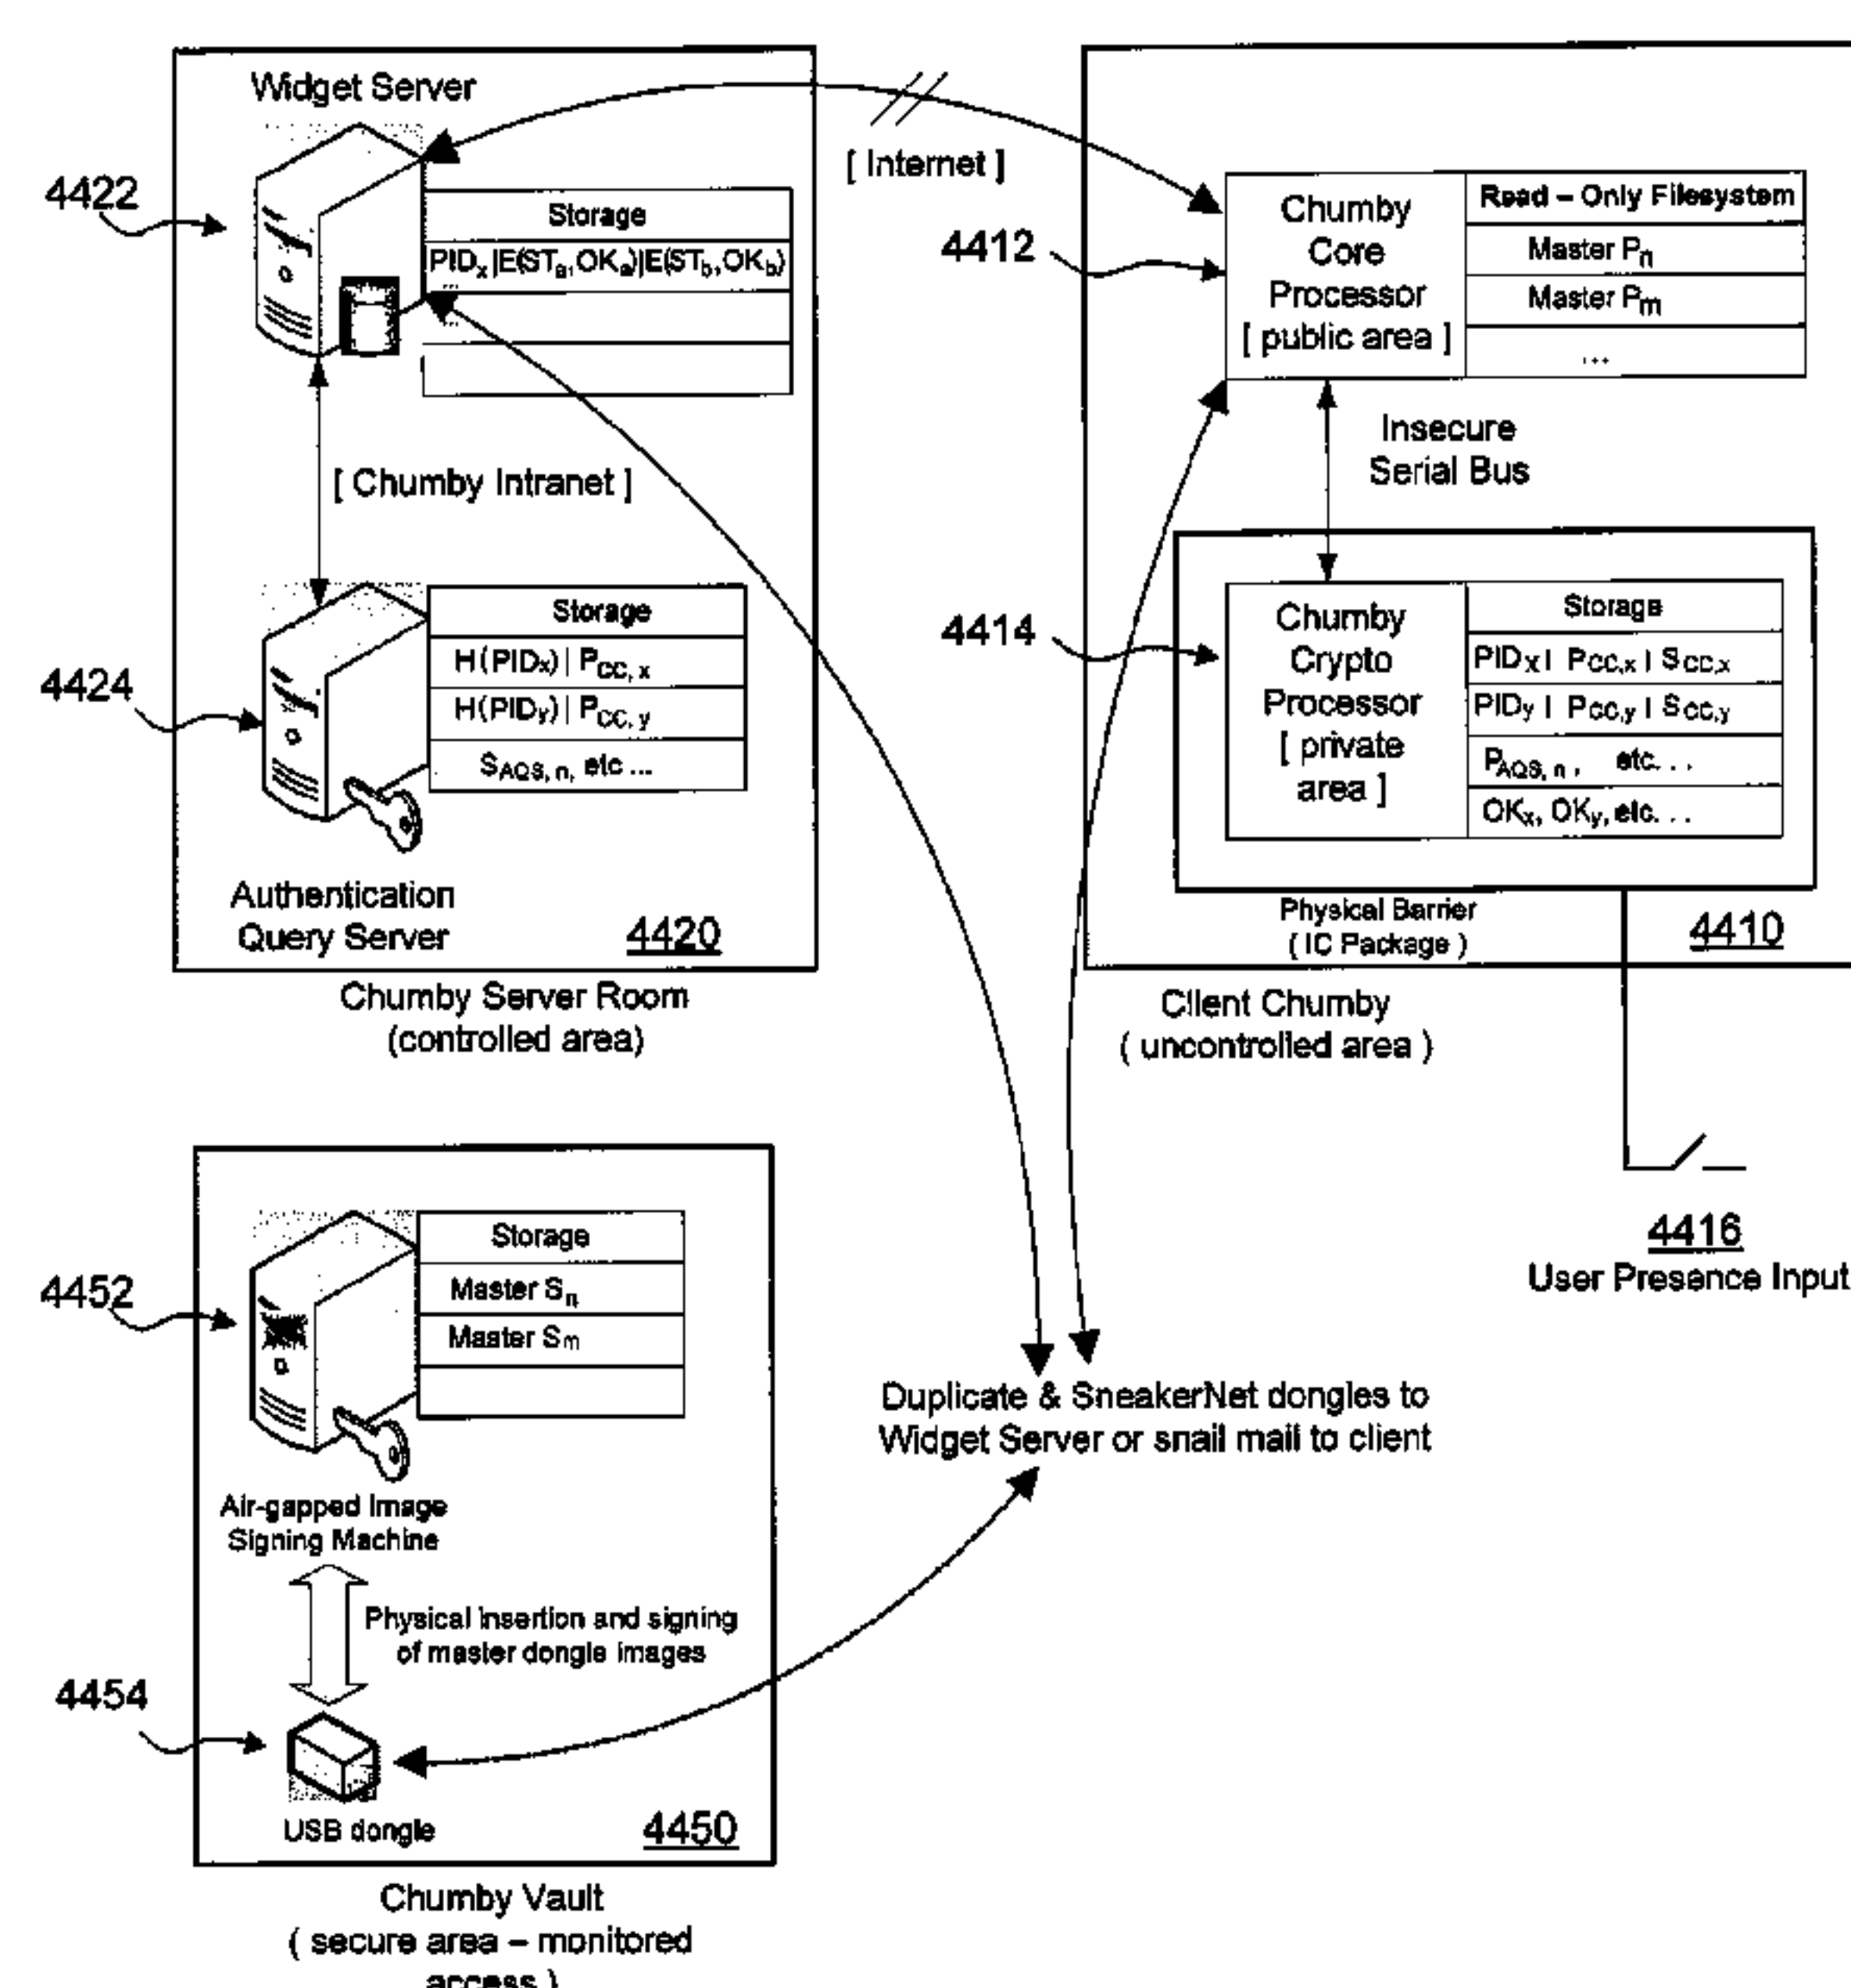 Widget Server
4422
Storage
PIDx |E(STa,OKa)|E(STb,OKb)
...
...
[ Internet ]
[ Chumby Intranet ]
4424
Storage
H(PIDx) | PCC, x
H(PIDy) | PCC, y
SAQS, n, etc ...
Authentication
Query Server
4420
Chumby Server Room
(controlled area)
4412
Chumby
Core
Processor
[ public area ]
Read – Only Filesystem
Master Pn
Master Pm
...
Insecure
Serial Bus
4414
Chumby
Crypto
Processor
[ private
area ]
Storage
PIDx | PCC,x | SCC,x
PIDy | PCC,y | SCC,y
PAQS, n , etc. . .
OKx, OKy, etc. . .
Physical Barrier
( IC Package )
4410
Client Chumby
( uncontrolled area )
4416
User Presence Input
4452
Storage
Master Sn
Master Sm
Air-gapped Image
Signing Machine
Physical insertion and signing
of master dongle images
4454
USB dongle
4450
Chumby Vault
( secure area – monitored
access )
Duplicate & SneakerNet dongles to
Widget Server or snail mail to client